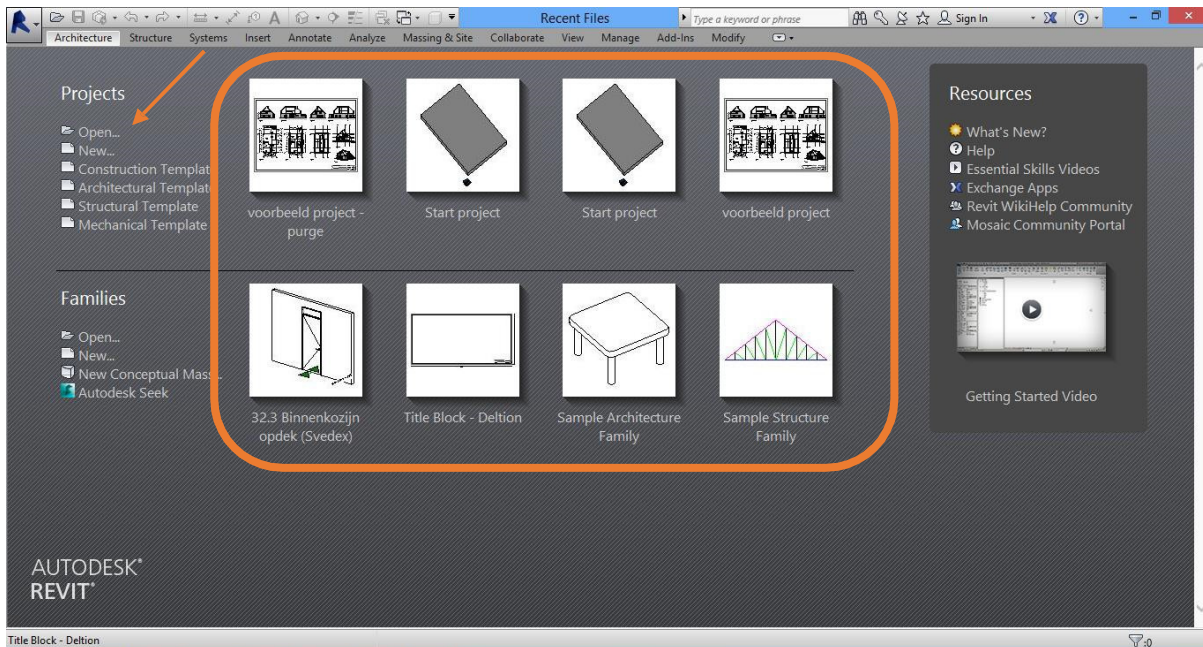 Recent Files
Type a keyword or phrase
Sign In
Architecture Structure Systems Insert Annotate Analyze Massing & Site Collaborate View Manage Add-Ins Modify
Projects
Open...
New...
Construction Templat
Architectural Templat
Structural Template
Mechanical Template
voorbeeld project - purge
Start project
Start project
voorbeeld project
Families
Open...
New...
New Conceptual Mass...
Autodesk Seek
32.3 Binnenkozijn
opdek (Svedex)
Title Block - Deltion
Sample Architecture
Family
Sample Structure
Family
Resources
What's New?
Help
Essential Skills Videos
Exchange Apps
Revit WikiHelp Community
Mosaic Community Portal
Getting Started Video
AUTODESK®
REVIT®
Title Block - Deltion
:0